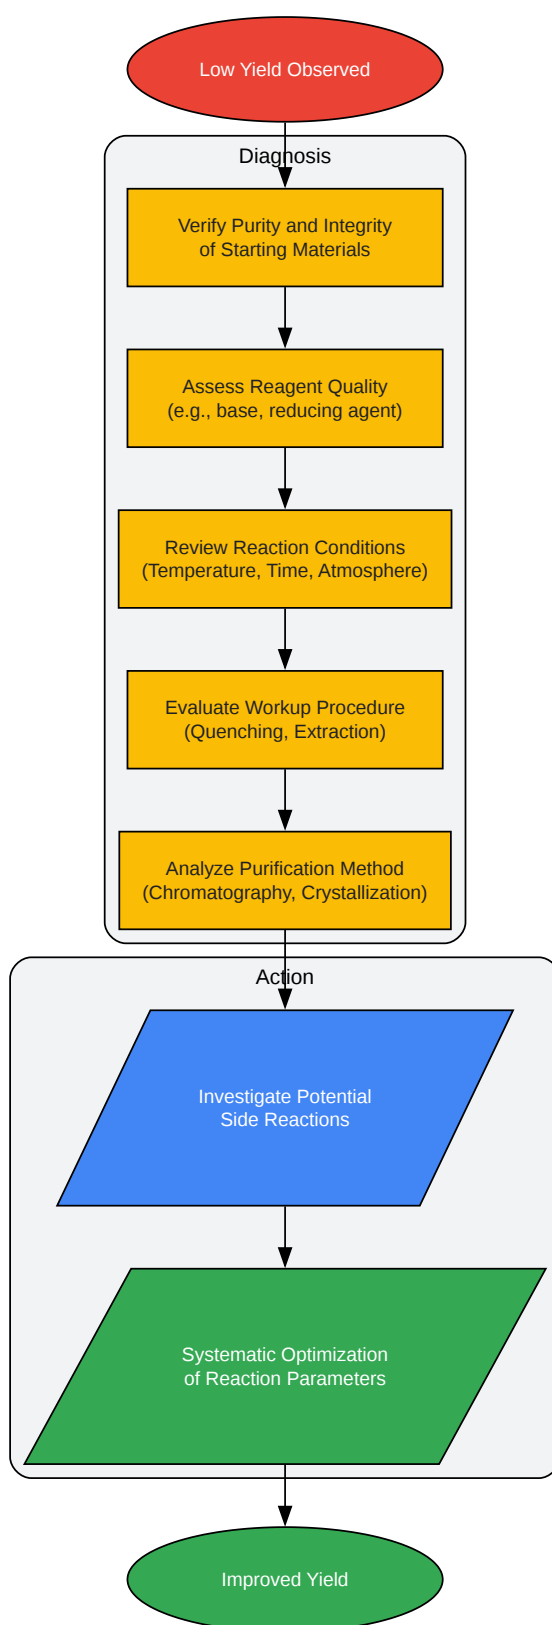 Low Yield Observed
Diagnosis
Verify Purity and Integrity
of Starting Materials
Assess Reagent Quality
(e.g., base, reducing agent)
Review Reaction Conditions
(Temperature, Time, Atmosphere)
Evaluate Workup Procedure
(Quenching, Extraction)
Analyze Purification Method
(Chromatography, Crystallization)
Action
Investigate Potential
Side Reactions
Systematic Optimization
of Reaction Parameters
Improved Yield